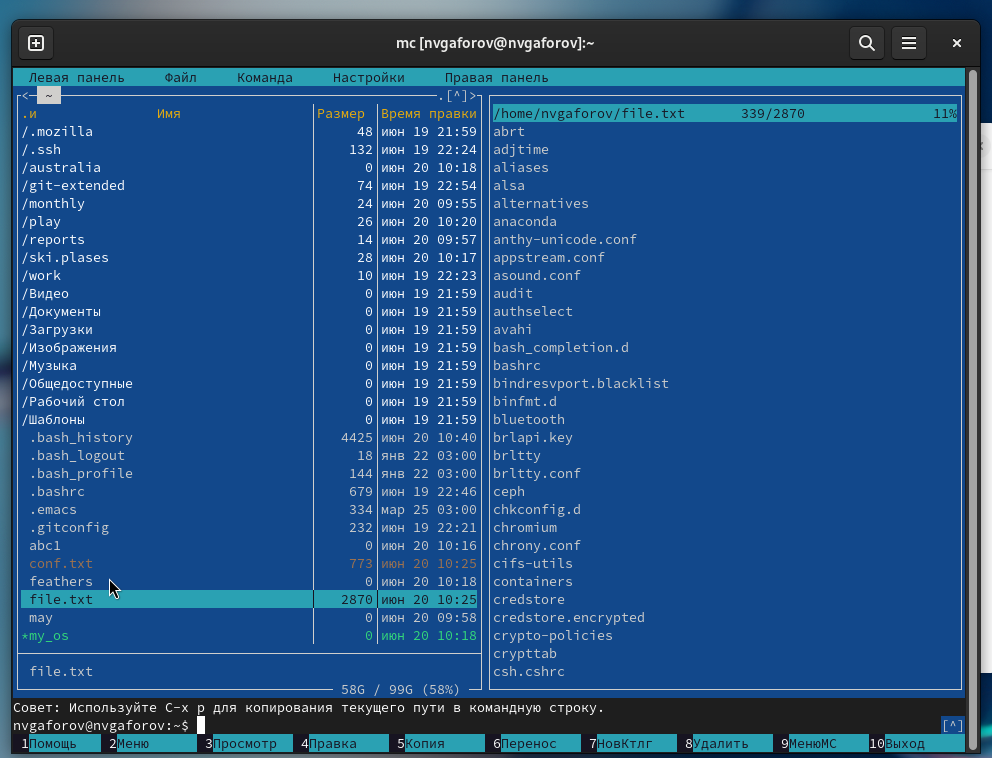 mc [nvgaforov@nvgaforov]:~
Левая панель Файл Команда Настройки Правая панель
<─ ~ .[^]>
.и Имя Размер Время правки
/.mozilla 48 июн 19 21:59
/.ssh 132 июн 19 22:24
/australia 0 июн 20 10:18
/git-extended 74 июн 19 22:54
/monthly 24 июн 20 09:55
/play 26 июн 20 10:20
/reports 14 июн 20 09:57
/ski.plases 28 июн 20 10:17
/work 10 июн 19 22:23
/Видео 0 июн 19 21:59
/Документы 0 июн 19 21:59
/Загрузки 0 июн 19 21:59
/Изображения 0 июн 19 21:59
/Музыка 0 июн 19 21:59
/Общедоступные 0 июн 19 21:59
/Рабочий стол 0 июн 19 21:59
/Шаблоны 0 июн 19 21:59
.bash_history 4425 июн 20 10:40
.bash_logout 18 янв 22 03:00
.bash_profile 144 янв 22 03:00
.bashrc 679 июн 19 22:46
.emacs 334 мар 25 03:00
.gitconfig 232 июн 19 22:21
abc1 0 июн 20 10:16
conf.txt 773 июн 20 10:25
feathers 0 июн 20 10:18
file.txt 2870 июн 20 10:25
may 0 июн 20 09:58
*my_os 0 июн 20 10:18
file.txt
58G / 99G (58%)
/home/nvgaforov/file.txt 339/2870 11%
abrt
adjtime
aliases
alsa
alternatives
anaconda
anthy-unicode.conf
appstream.conf
asound.conf
audit
authselect
avahi
bash_completion.d
bashrc
bindresvport.blacklist
binfmt.d
bluetooth
brlapi.key
brltty
brltty.conf
ceph
chkconfig.d
chromium
chrony.conf
cifs-utils
containers
credstore
credstore.encrypted
crypto-policies
crypttab
csh.cshrc
Совет: Используйте C-x p для копирования текущего пути в командную строку.
nvgaforov@nvgaforov:~$ [^]
1Помощь 2Меню 3Просмотр 4Правка 5Копия 6Перенос 7НовКтлг 8Удалить 9МенюMC 10Выход